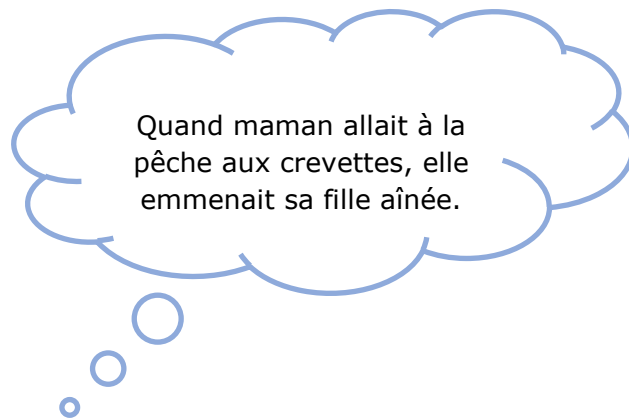 Quand maman allait à la
pêche aux crevettes, elle
emmenait sa fille aînée.